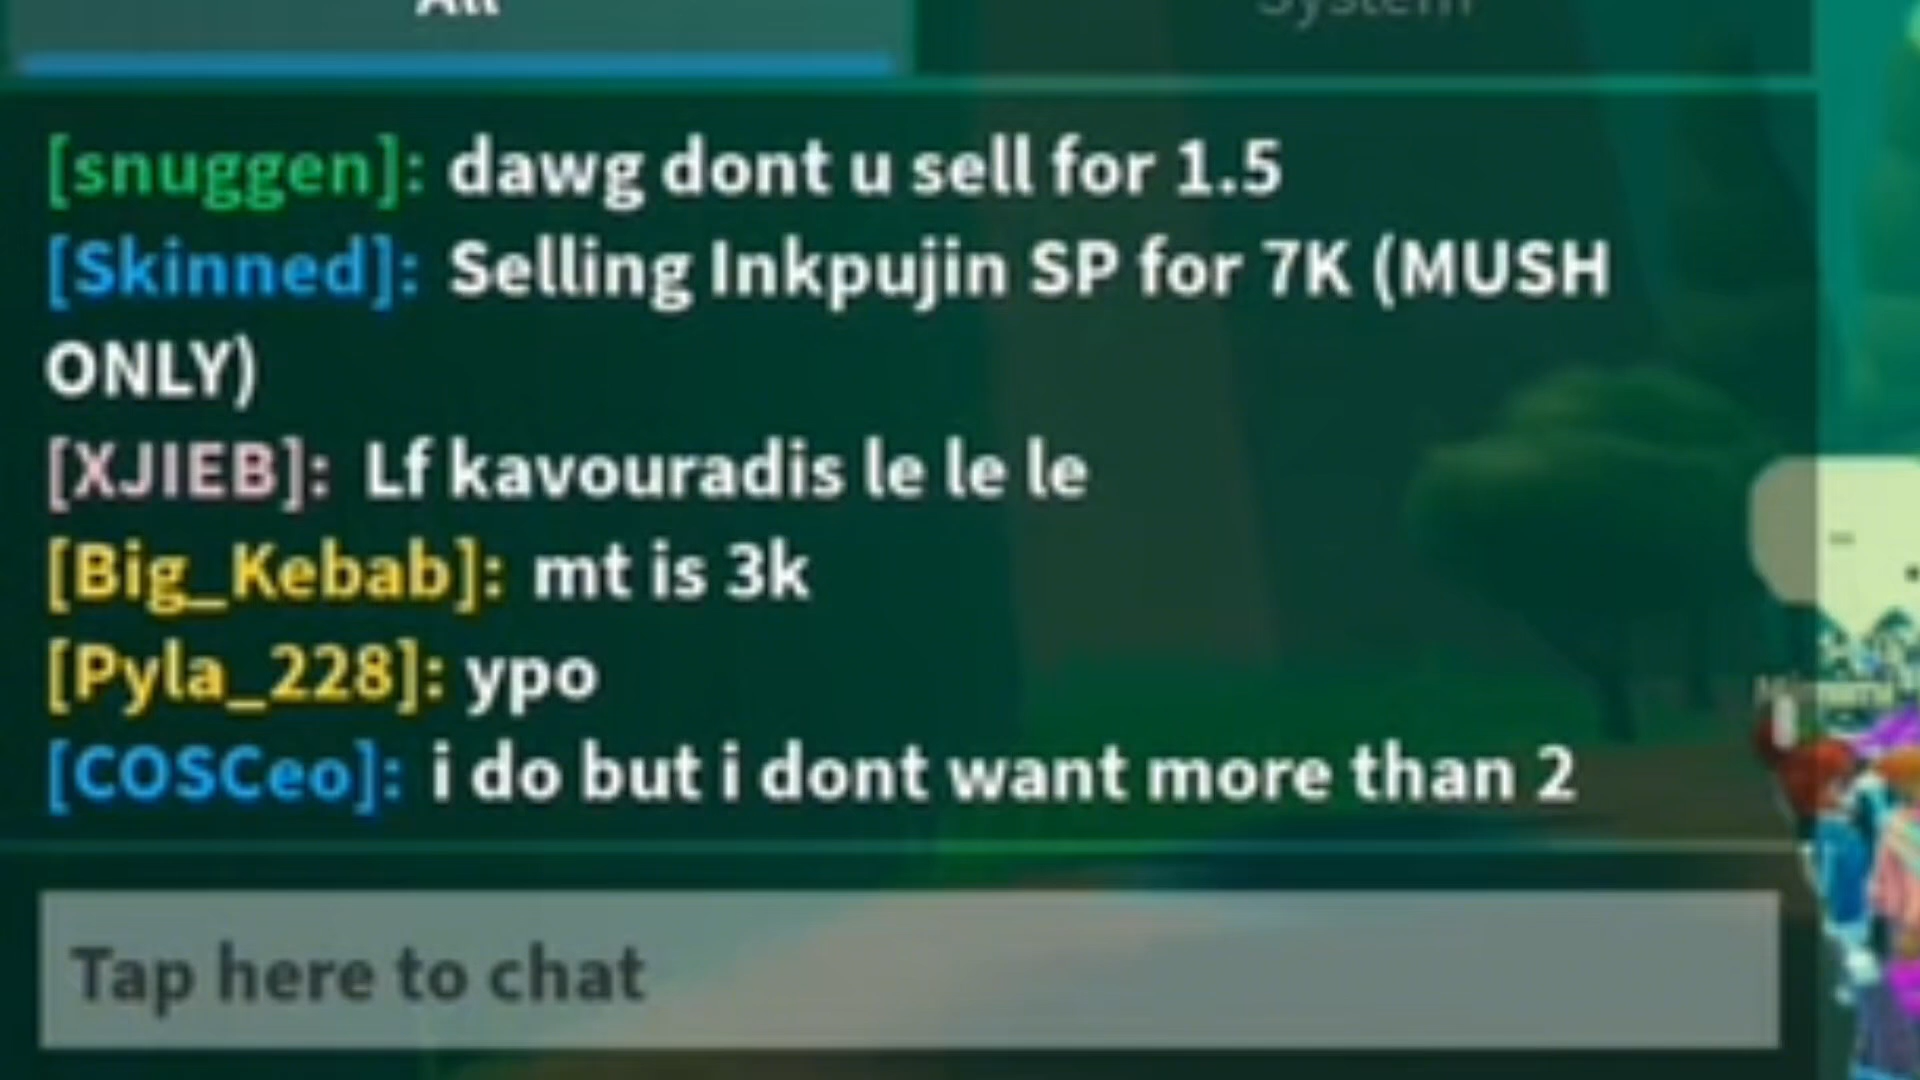 All
System
[snuggen]: dawg dont u sell for 1.5
[Skinned]: Selling Inkpujin SP for 7K (MUSH
ONLY)
[XJIEB]: Lf kavouradis le le le
[Big_Kebab]: mt is 3k
[Pyla_228]: ypo
[COSCeo]: i do but i dont want more than 2
Tap here to chat